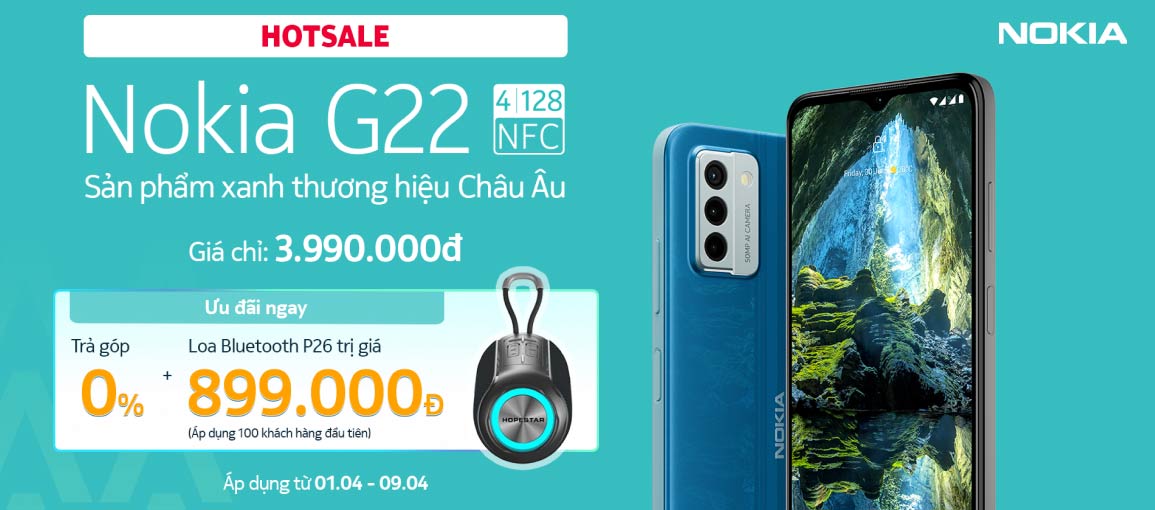 HOTSALE
NOKIA
Nokia G22
4|128
NFC
Sản phẩm xanh thương hiệu Châu Âu
Giá chỉ: 3.990.000đ
Ưu đãi ngay
Trả góp
0%
+
Loa Bluetooth P26 trị giá
899.000Đ
(Áp dụng 100 khách hàng đầu tiên)
HOPESTAR
Áp dụng từ 01.04 - 09.04
50MP AI CAMERA
NOKIA